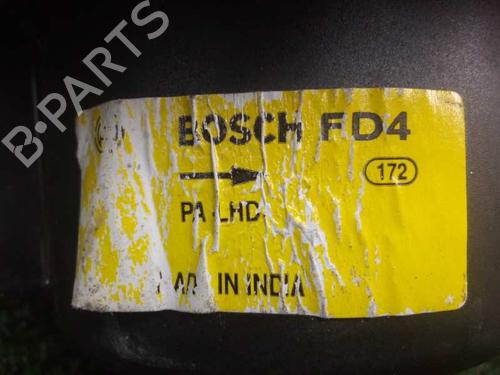 B-PARTS
BOSCH FD4
172
PA LHD
IN INDIA